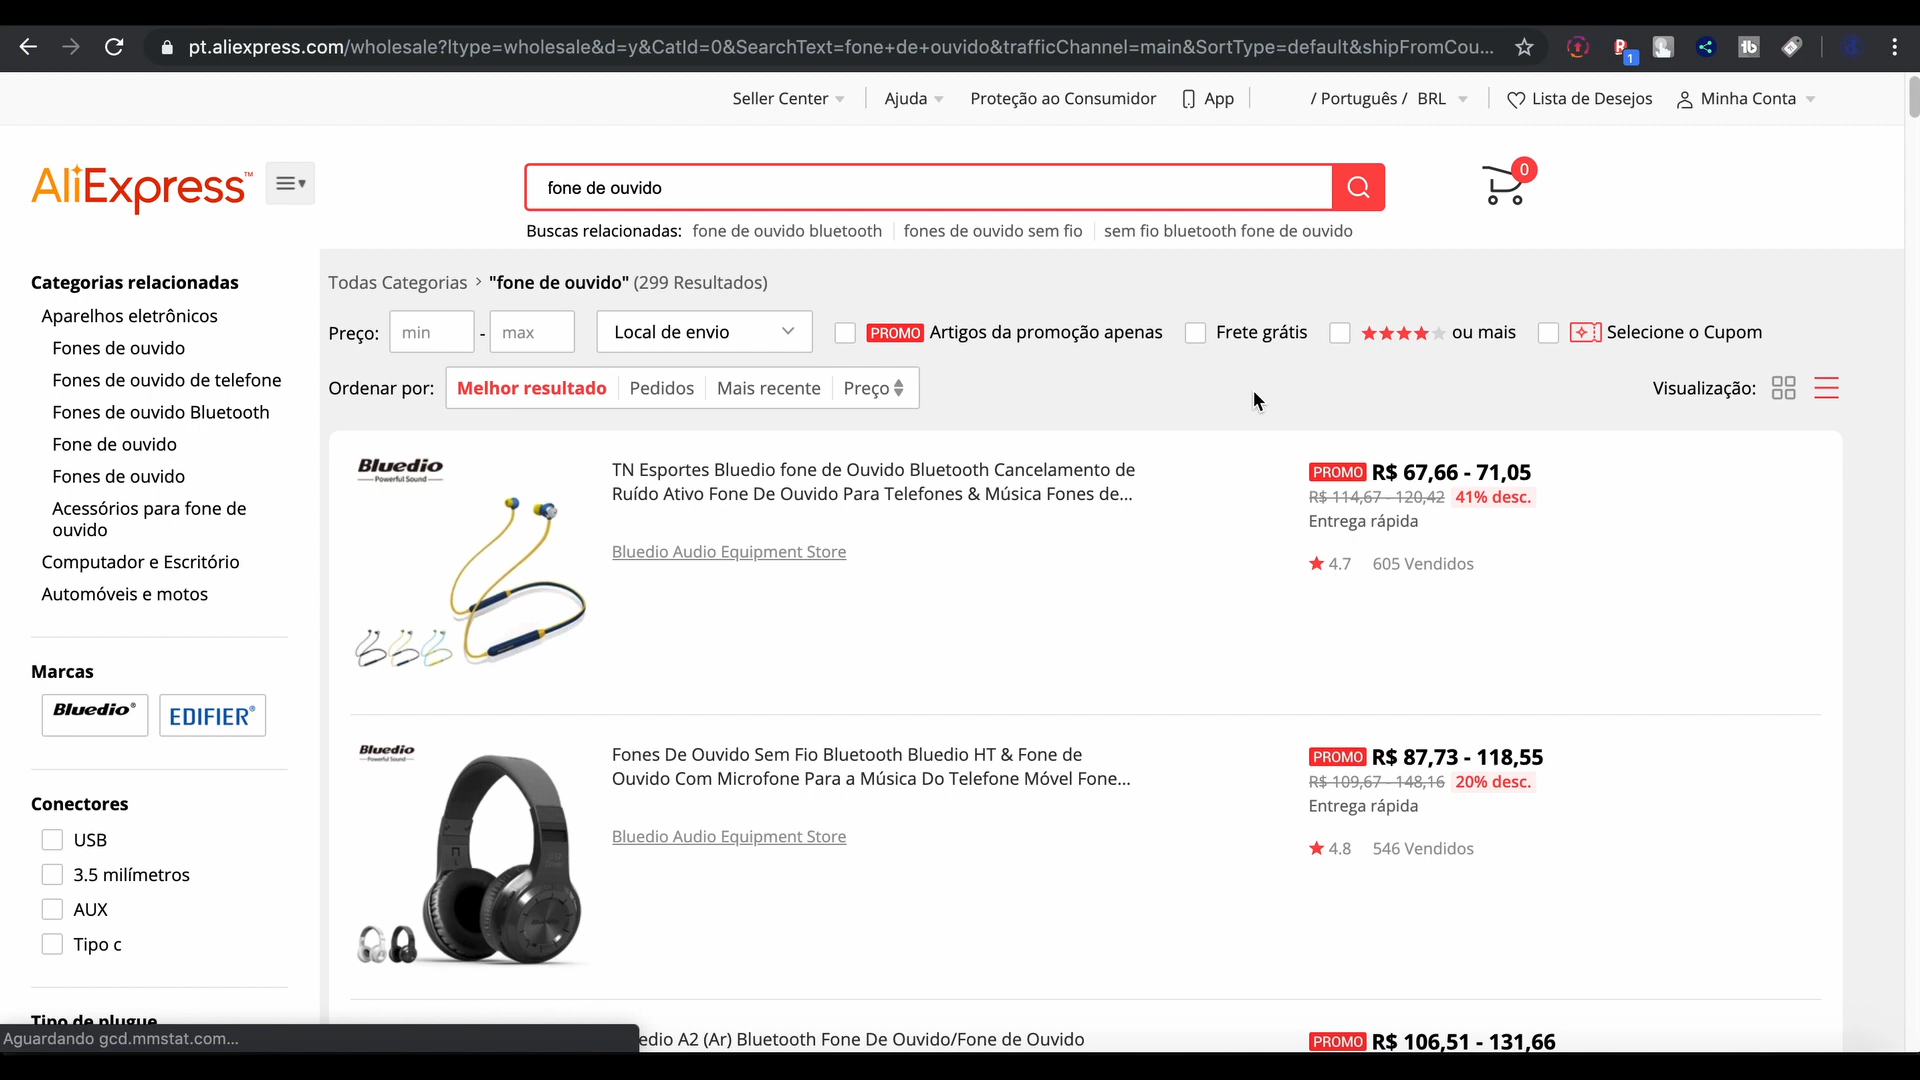 pt.aliexpress.com/wholesale?ltype=wholesale&d=y&CatId=0&SearchText=fone+de+ouvido&trafficChannel=main&SortType=default&shipFromCou...
1
Seller Center
Ajuda
Proteção ao Consumidor
App
/ Português / BRL
Lista de Desejos
Minha Conta
AliExpress™
fone de ouvido
0
Buscas relacionadas: fone de ouvido bluetooth fones de ouvido sem fio sem fio bluetooth fone de ouvido
Categorias relacionadas
Aparelhos eletrônicos
Fones de ouvido
Fones de ouvido de telefone
Fones de ouvido Bluetooth
Fone de ouvido
Fones de ouvido
Acessórios para fone de
ouvido
Computador e Escritório
Automóveis e motos
Marcas
Bluedio®
EDIFIER®
Conectores
USB
3.5 milímetros
AUX
Tipo c
Tipo de plugue
Aguardando gcd.mmstat.com...
Todas Categorias > "fone de ouvido" (299 Resultados)
Preço: min - max Local de envio PROMO Artigos da promoção apenas Frete grátis ou mais Selecione o Cupom
Ordenar por: Melhor resultado Pedidos Mais recente Preço Visualização:
Bluedio
Powerful Sound
TN Esportes Bluedio fone de Ouvido Bluetooth Cancelamento de
Ruído Ativo Fone De Ouvido Para Telefones & Música Fones de...
Bluedio Audio Equipment Store
PROMO R$ 67,66 - 71,05
R$ 114,67 - 120,42 41% desc.
Entrega rápida
4.7 605 Vendidos
Bluedio
Powerful Sound
Fones De Ouvido Sem Fio Bluetooth Bluedio HT & Fone de
Ouvido Com Microfone Para a Música Do Telefone Móvel Fone...
Bluedio Audio Equipment Store
PROMO R$ 87,73 - 118,55
R$ 109,67 - 148,16 20% desc.
Entrega rápida
4.8 546 Vendidos
edio A2 (Ar) Bluetooth Fone De Ouvido/Fone de Ouvido
PROMO R$ 106,51 - 131,66